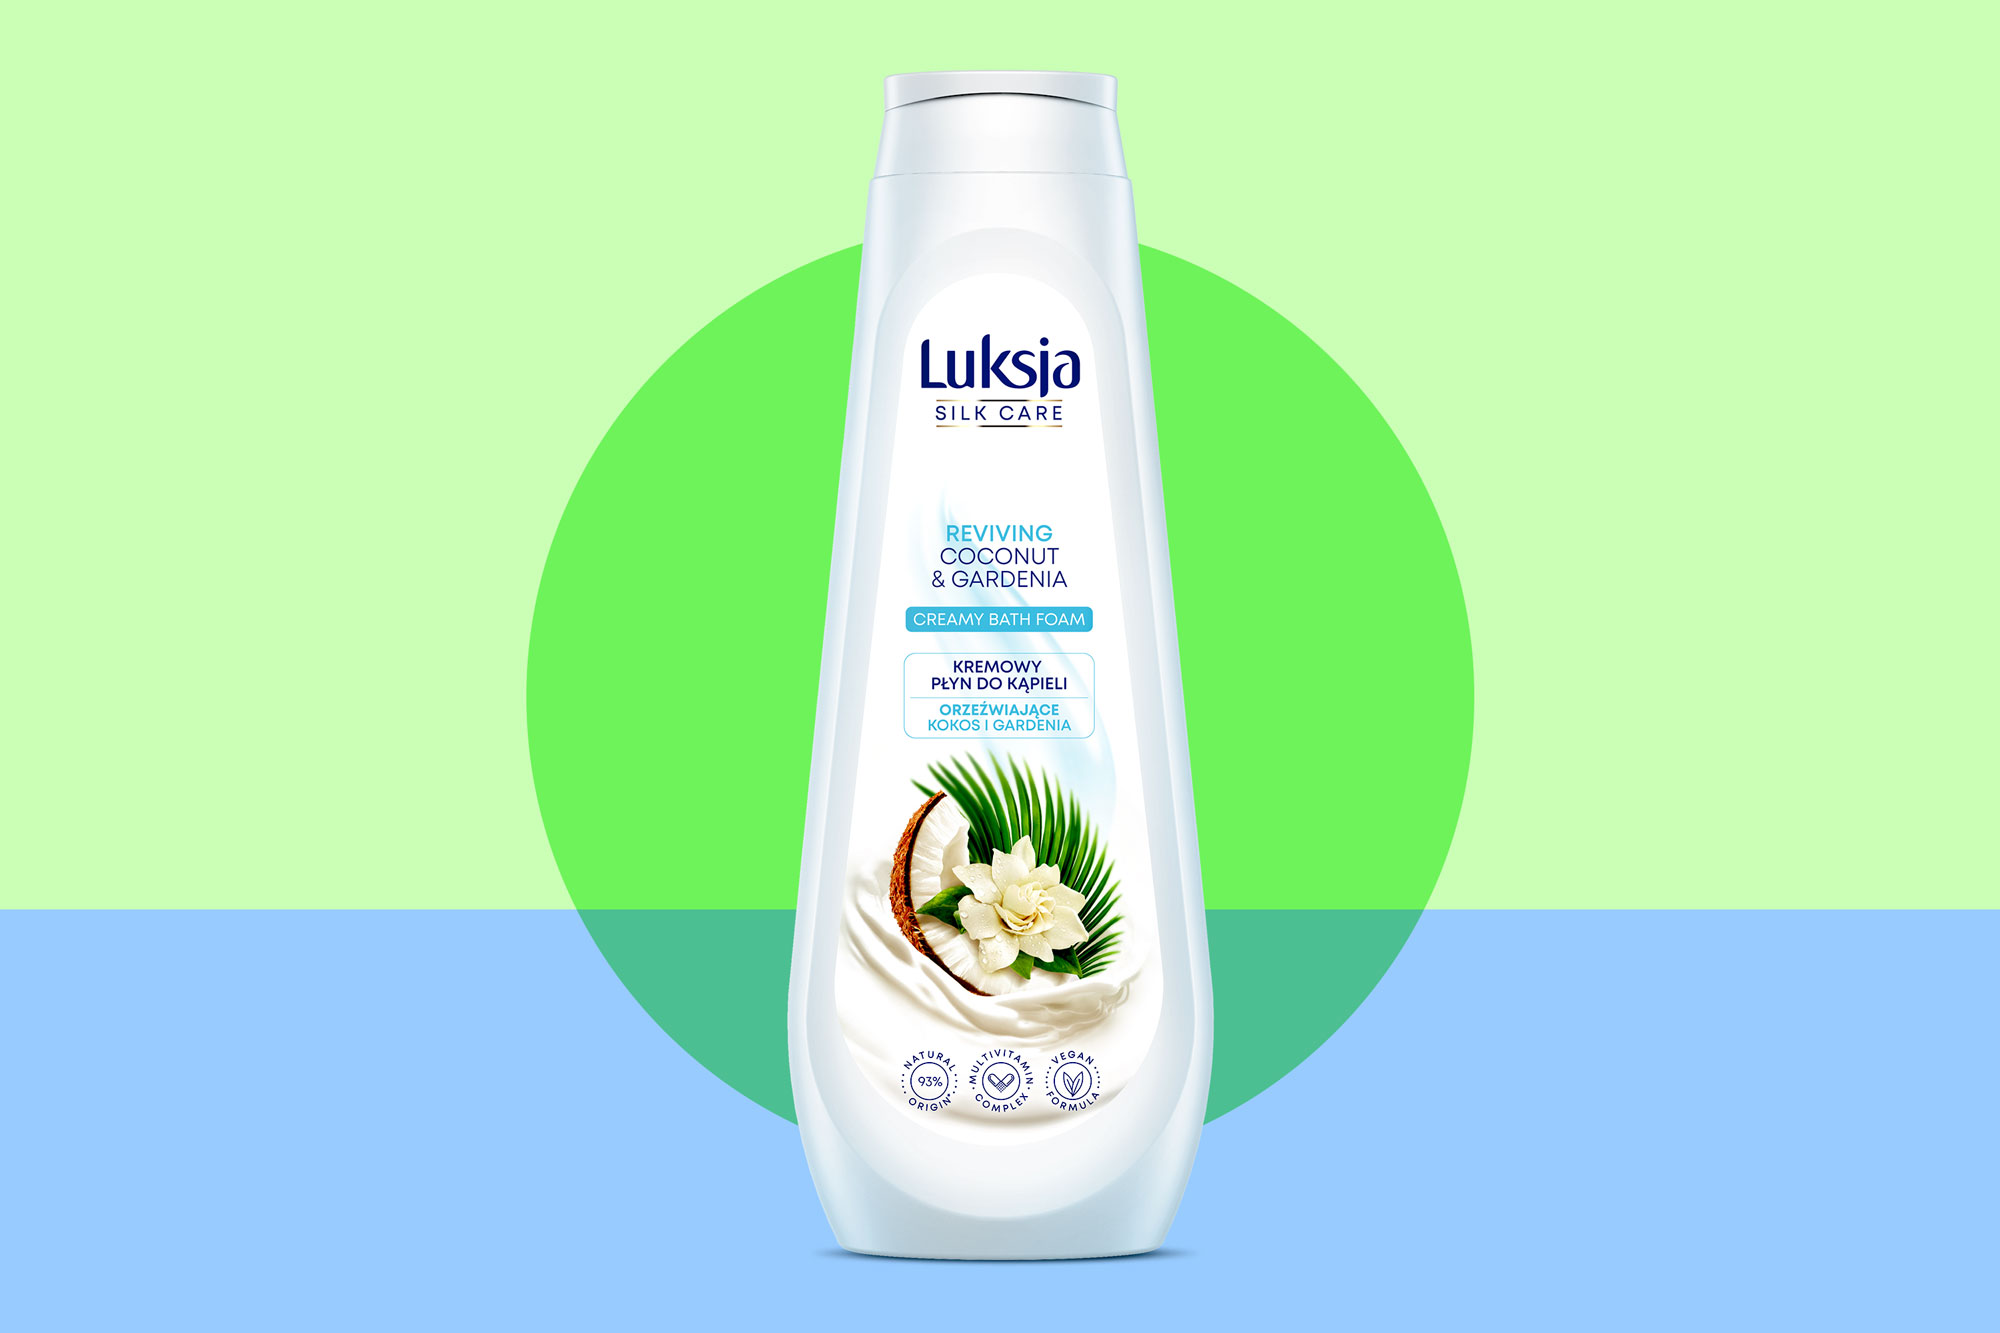 Luksja
SILK CARE
REVIVING
COCONUT
& GARDENIA
CREAMY BATH FOAM
KREMOWY
PŁYN DO KĄPIELI
ORZEŹWIAJĄCE
KOKOS I GARDENIA
NATURAL
93%
ORIGIN*
MULTIVITAMIN
COMPLEX
VEGAN
FORMULA